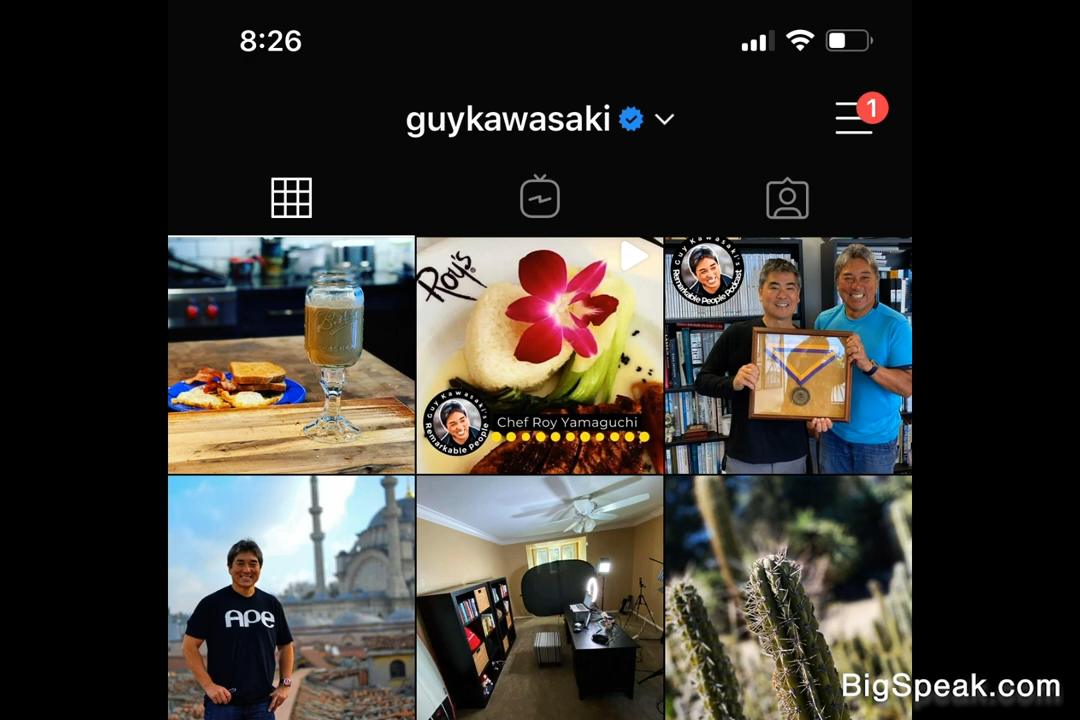 8:26
guykawasaki
1
Roy's
Guy Kawasaki's
Remarkable People
Chef Roy Yamaguchi
Guy Kawasaki's
Remarkable People Podcast
APE
BigSpeak.com